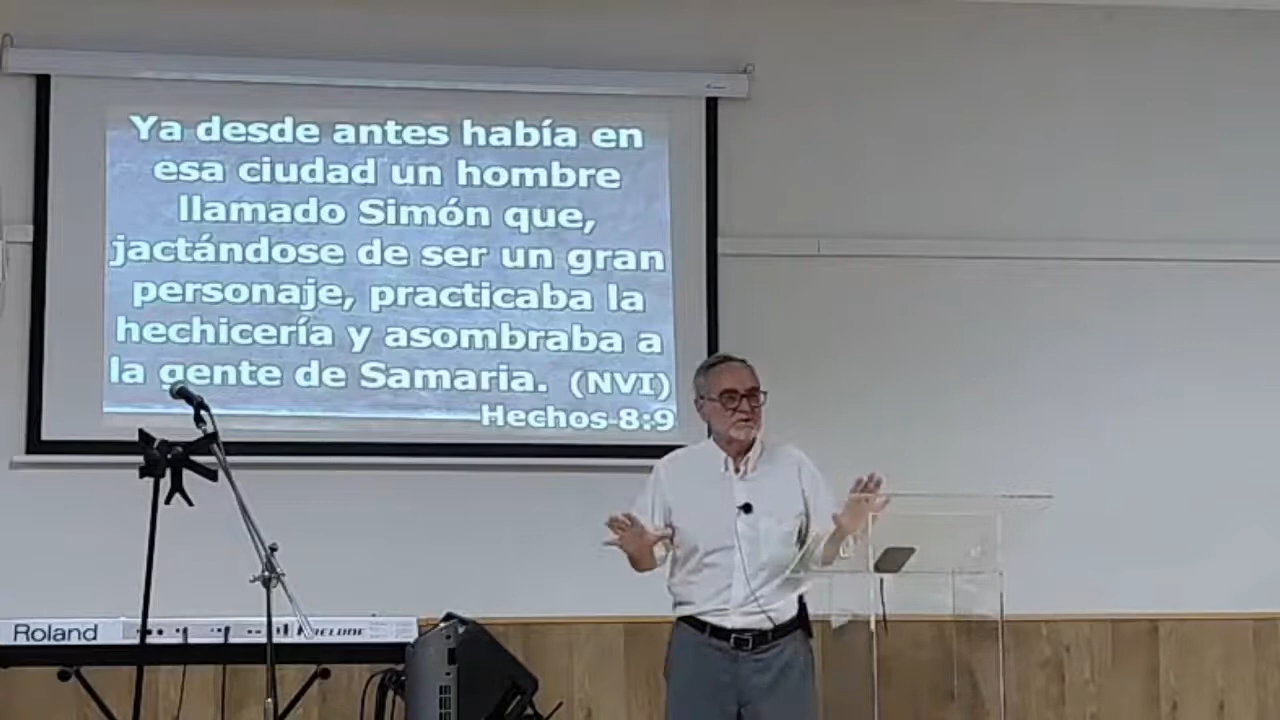 Ya desde antes había en
esa ciudad un hombre
llamado Simón que,
jactándose de ser un gran
personaje, practicaba la
hechicería y asombraba a
la gente de Samaria. (NVI)
Hechos 8:9
Roland
PRELUDE